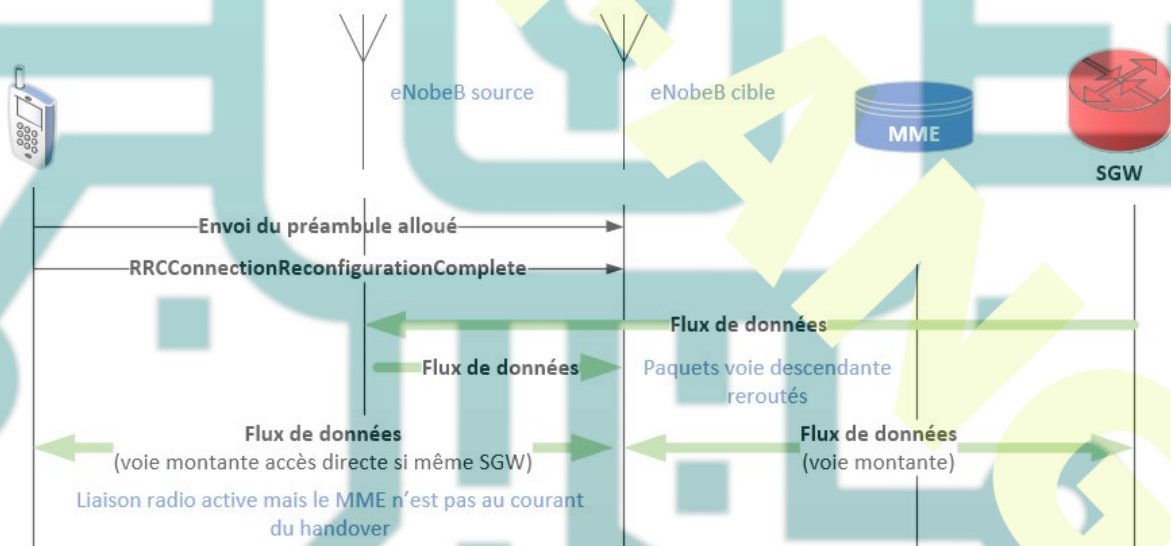 eNobeB source
eNobeB cible
MME
SGW
Envoi du préambule alloué
RRCConnectionReconfigurationComplete
Flux de données
Flux de données
Paquets voie descendante
reroutés
Flux de données
(voie montante accès directe si même SGW)
Flux de données
(voie montante)
Liaison radio active mais le MME n'est pas au courant
du handover